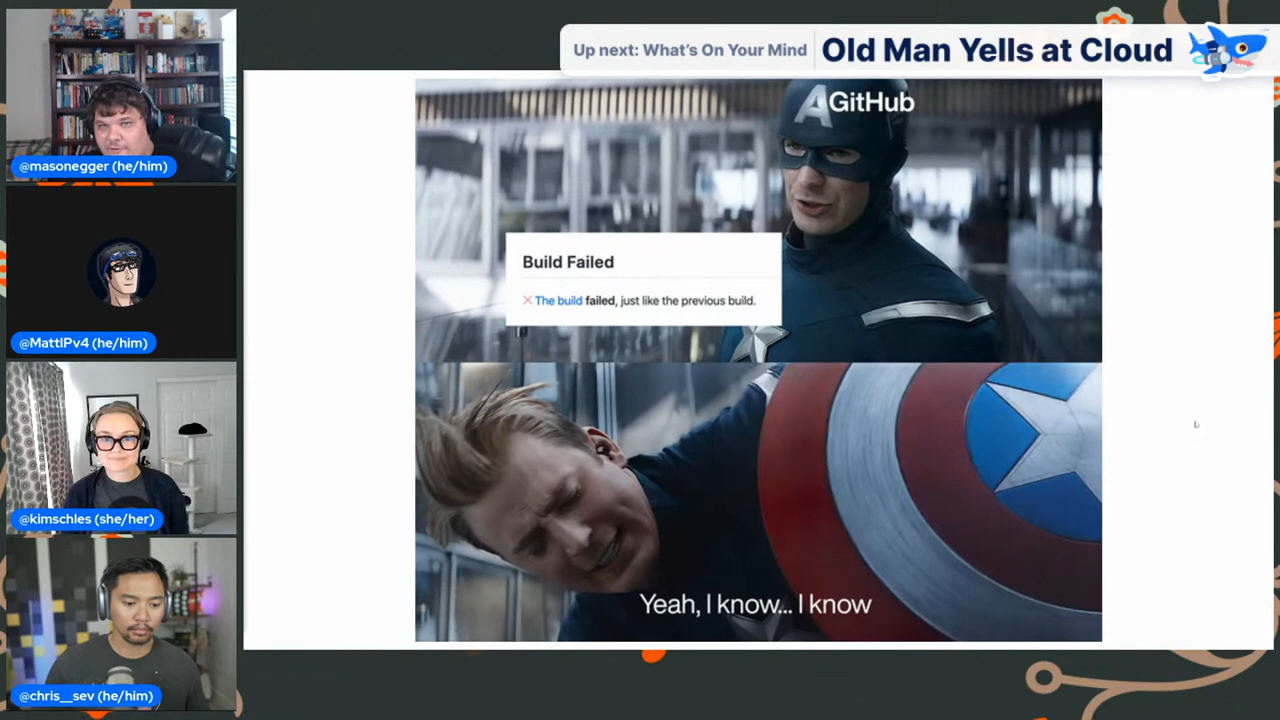 Up next: What's On Your Mind
Old Man Yells at Cloud
@masonegger (he/him)
@MattIPv4 (he/him)
@kimschles (she/her)
@chris__sev (he/him)
A
GitHub
Build Failed
The build failed, just like the previous build.
Yeah, I know... I know